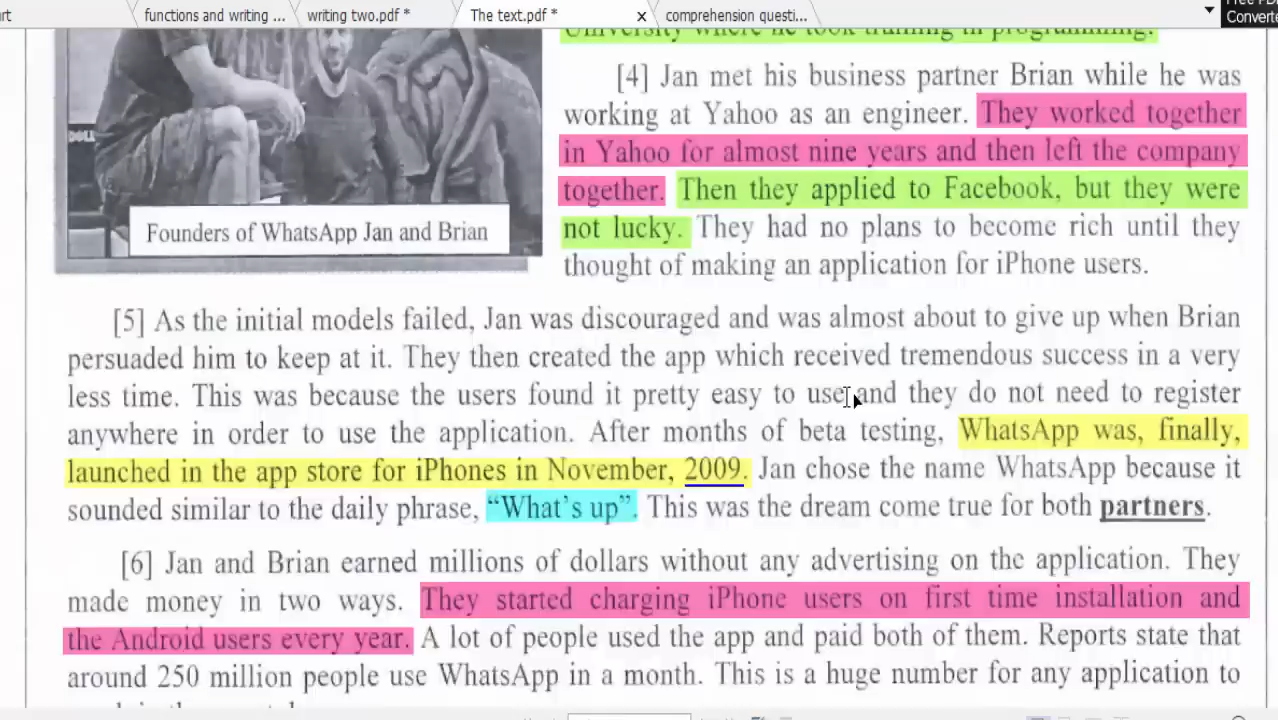 rt
functions and writing ...
writing two.pdf *
The text.pdf *
x
comprehension questi...
Free PDF
Converte
University where he took training in programming.
[4] Jan met his business partner Brian while he was
working at Yahoo as an engineer. They worked together
in Yahoo for almost nine years and then left the company
together. Then they applied to Facebook, but they were
not lucky. They had no plans to become rich until they
thought of making an application for iPhone users.
DOLL
Founders of WhatsApp Jan and Brian
[5] As the initial models failed, Jan was discouraged and was almost about to give up when Brian
persuaded him to keep at it. They then created the app which received tremendous success in a very
less time. This was because the users found it pretty easy to use and they do not need to register
anywhere in order to use the application. After months of beta testing, WhatsApp was, finally,
launched in the app store for iPhones in November, 2009. Jan chose the name WhatsApp because it
sounded similar to the daily phrase, “What’s up”. This was the dream come true for both partners.
[6] Jan and Brian earned millions of dollars without any advertising on the application. They
made money in two ways. They started charging iPhone users on first time installation and
the Android users every year. A lot of people used the app and paid both of them. Reports state that
around 250 million people use WhatsApp in a month. This is a huge number for any application to